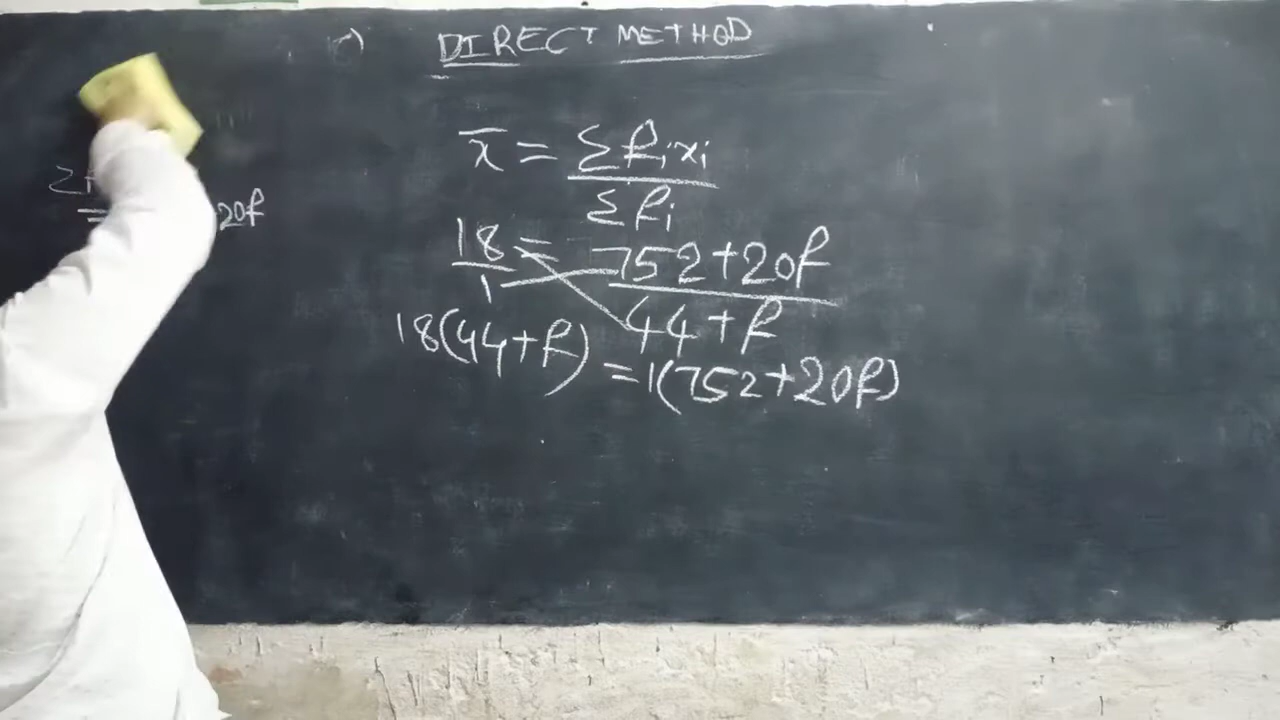 DIRECT METHOD
x̄ = Σfixi
Σfi
18 = 752+20f
1 44+f
18(44+f) = 1(752+20f)
20f